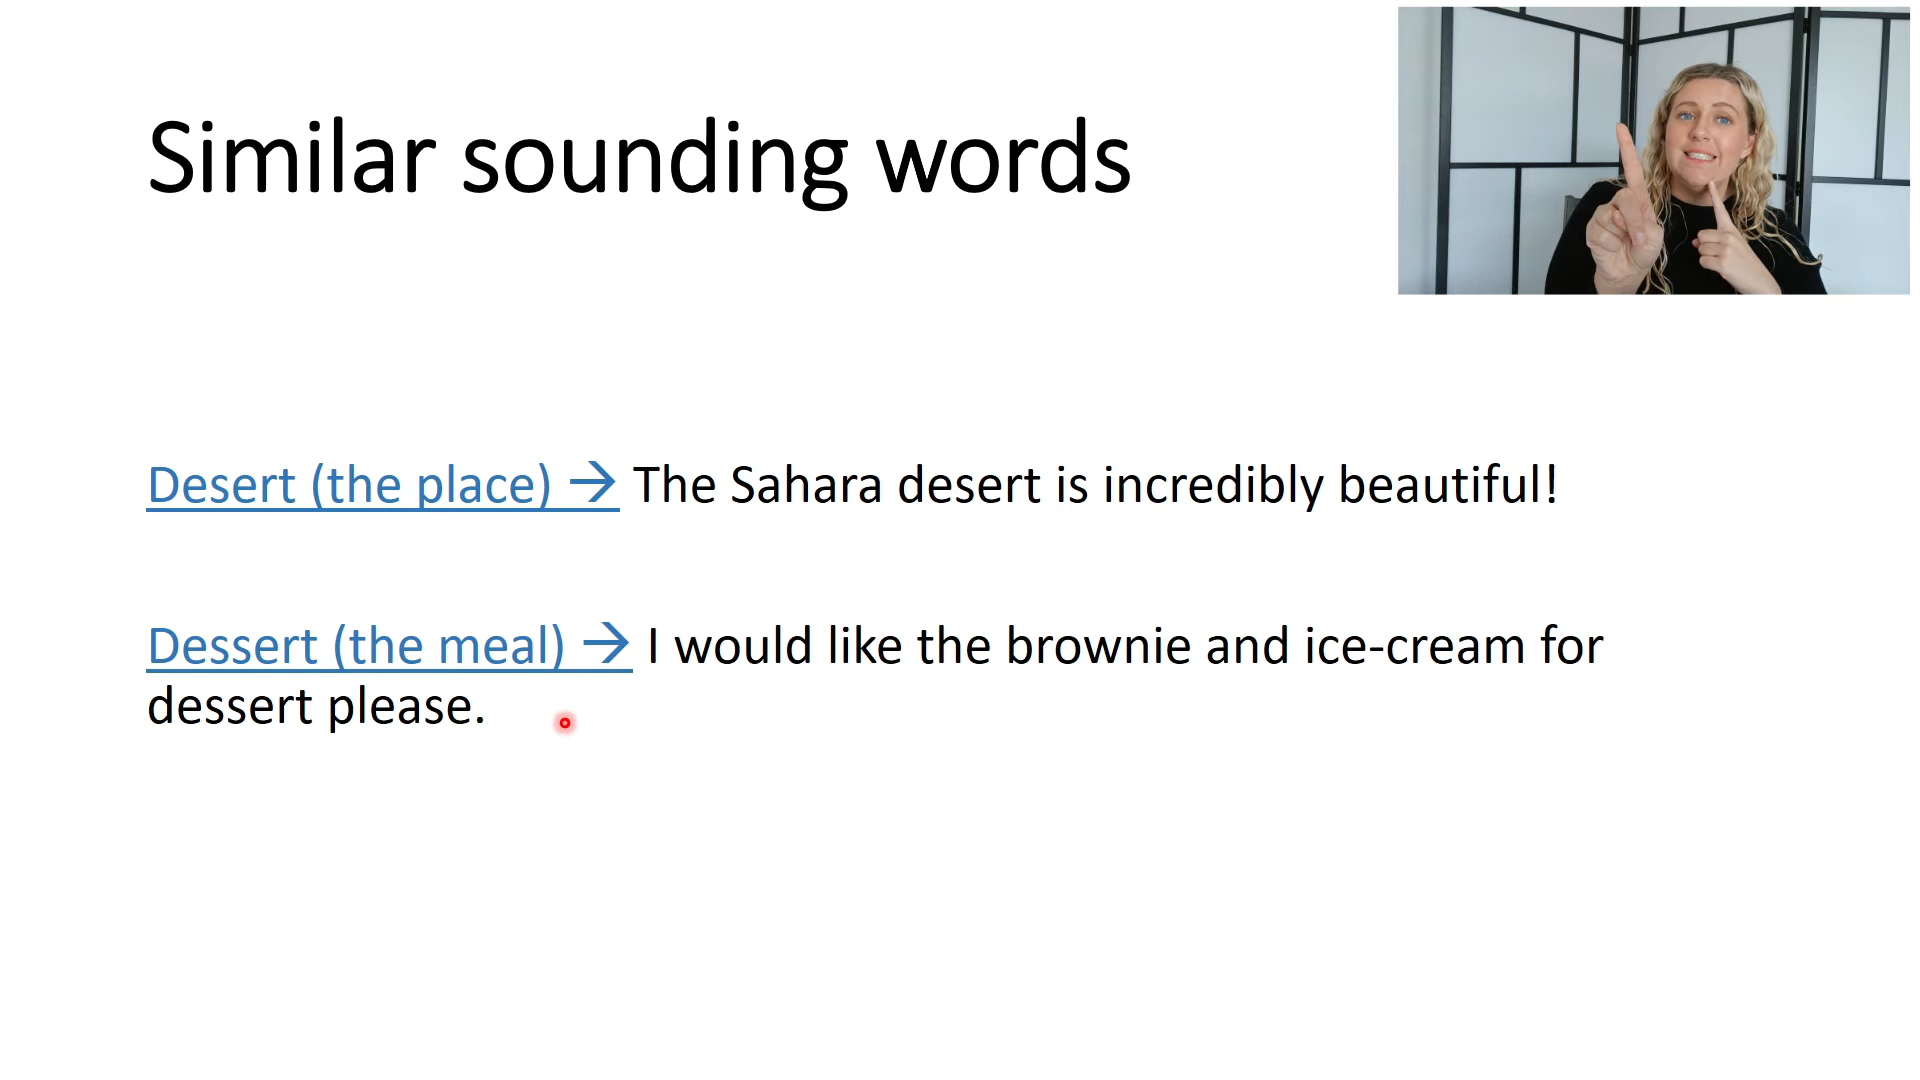 Similar sounding words
Desert (the place) → The Sahara desert is incredibly beautiful!
Dessert (the meal) → I would like the brownie and ice-cream for
dessert please.